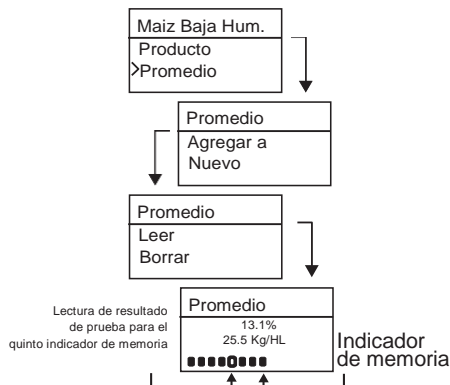 Maiz Baja Hum.
Producto
>Promedio
Promedio
Agregar a
Nuevo
Promedio
Leer
Borrar
Lectura de resultado
de prueba para el
quinto indicador de memoria
Promedio
13.1%
25.5 Kg/HL
Indicador
de memoria